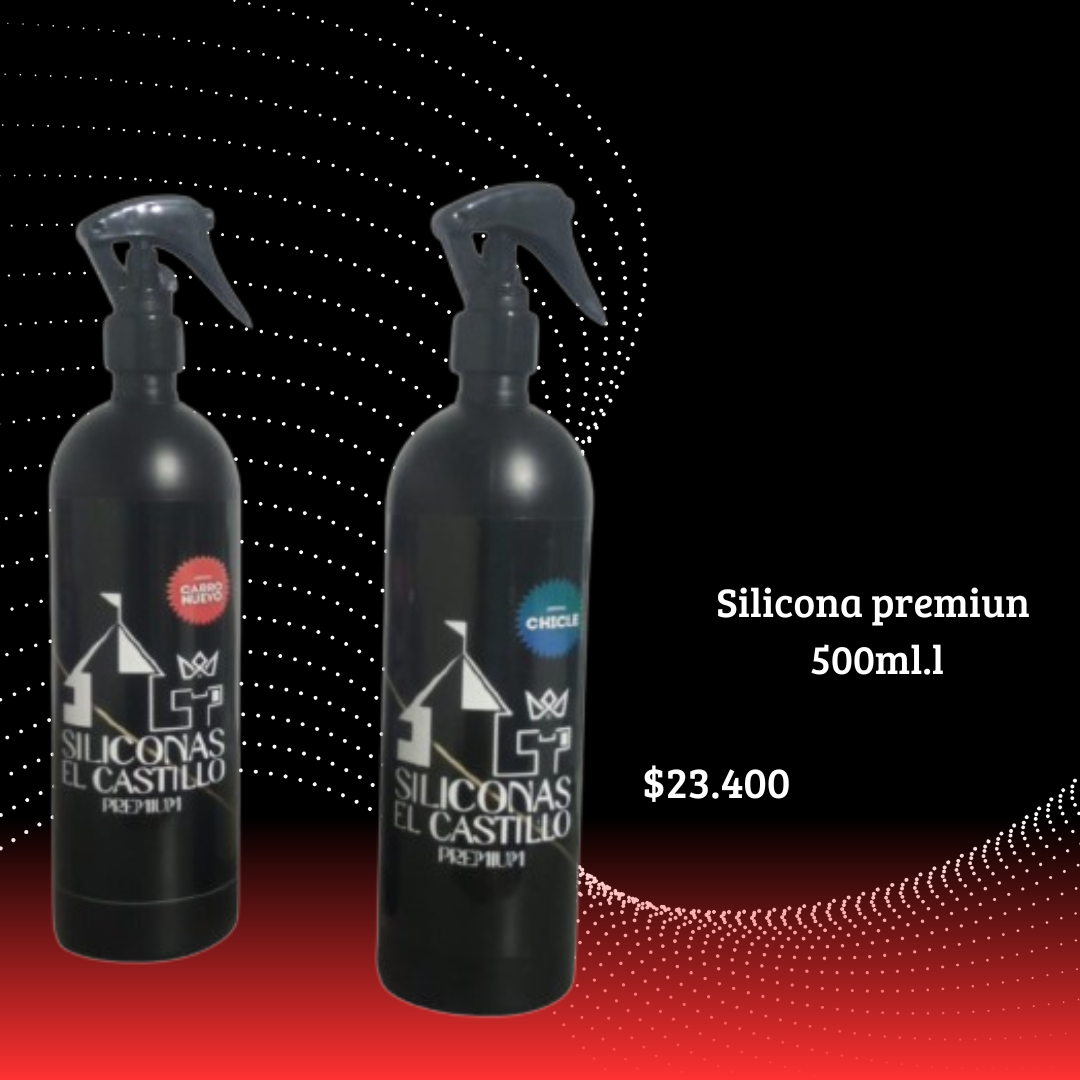 CARRO
NUEVO
SILICONAS
EL CASTILLO
PREMIUM
CHICLE
SILICONAS
EL CASTILLO
PREMIUM
Silicona premiun
500ml.l
$23.400